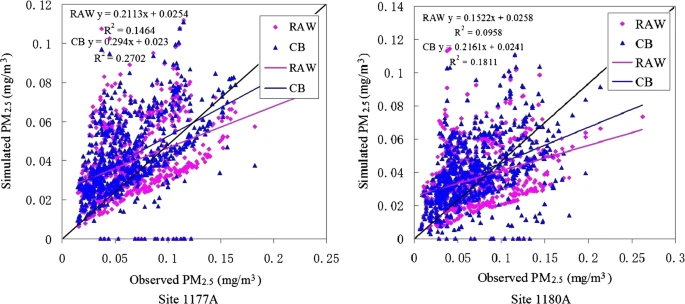 RAW y = 0.2113x + 0.0254
R² = 0.1464
CB y = 0.294x + 0.023
R² = 0.2702
RAW
CB
RAW
CB
0.12
0.1
0.08
0.06
0.04
0.02
0
0
0.05
0.1
0.15
0.2
0.25
Simulated PM2.5 (mg/m³)
Observed PM2.5 (mg/m³)
Site 1177A
RAW y = 0.1522x + 0.0258
R² = 0.0958
CB y = 0.2161x + 0.0241
R² = 0.1811
RAW
CB
RAW
CB
0.14
0.12
0.1
0.08
0.06
0.04
0.02
0
0
0.05
0.1
0.15
0.2
0.25
0.3
Simulated PM2.5 (mg/m³)
Observed PM2.5 (mg/m³)
Site 1180A